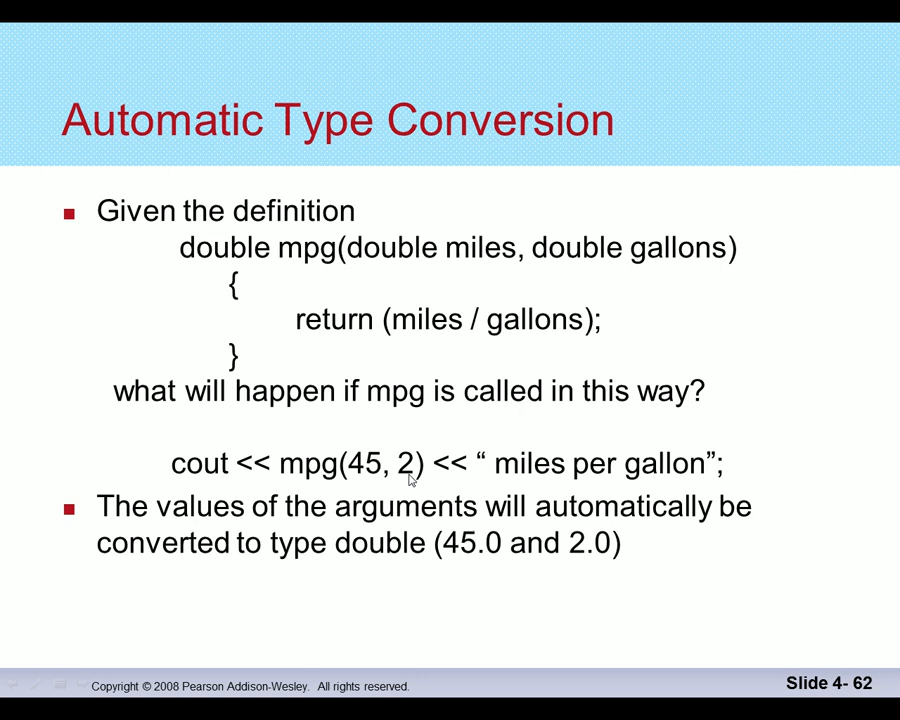 Automatic Type Conversion
Given the definition
double mpg(double miles, double gallons)
{
return (miles / gallons);
}
what will happen if mpg is called in this way?
cout << mpg(45, 2) << “ miles per gallon”;
The values of the arguments will automatically be
converted to type double (45.0 and 2.0)
Copyright © 2008 Pearson Addison-Wesley. All rights reserved.
Slide 4- 62